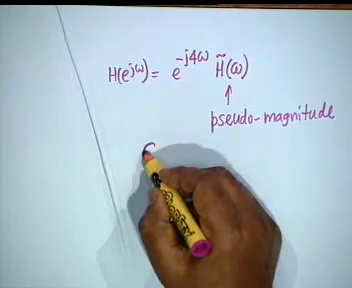 H(e^jω) = e^-j4ω H̃(ω)
↑
pseudo-magnitude